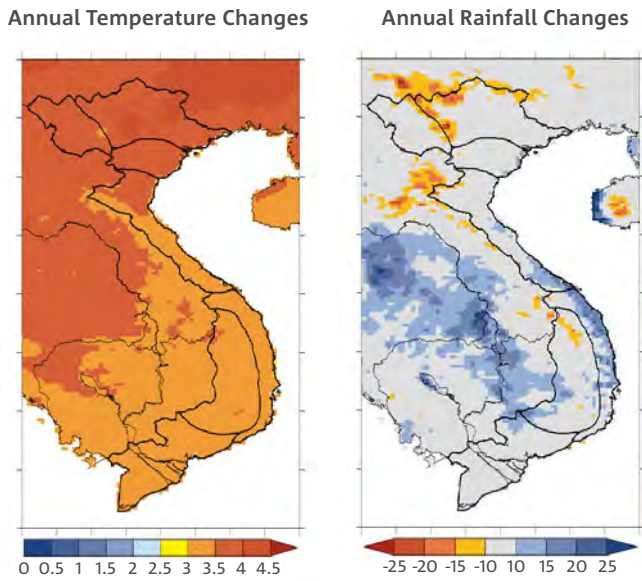 Annual Temperature Changes
Annual Rainfall Changes
0 0.5 1 1.5 2 2.5 3 3.5 4 4.5
-25 -20 -15 -10 10 15 20 25